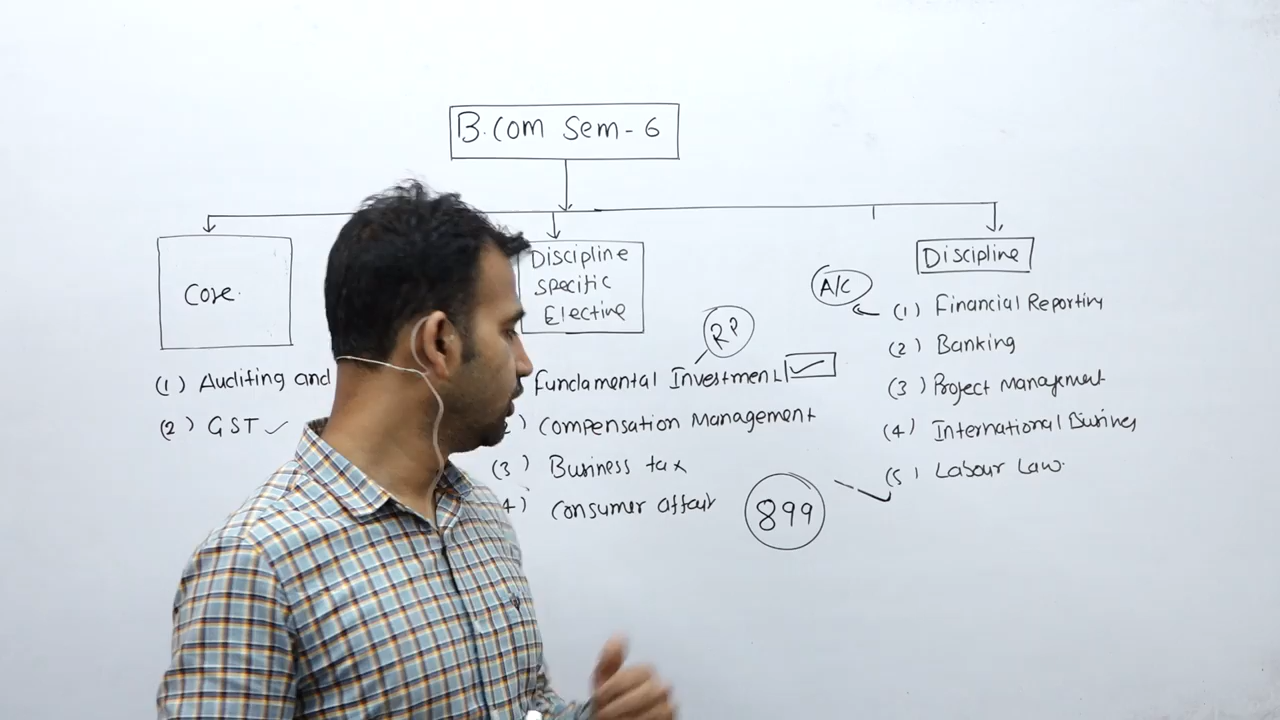 B.Com Sem-6
Core.
(1) Auditing and
(2) GST
Discipline
Specific
Elective
RP
Fundamental Investment
) Compensation Management
(3) Business tax
4) Consumer affair
899
Discipline
A/C
(1) Financial Reporting
(2) Banking
(3) Project Management
(4) International Business
(5) Labour Law.